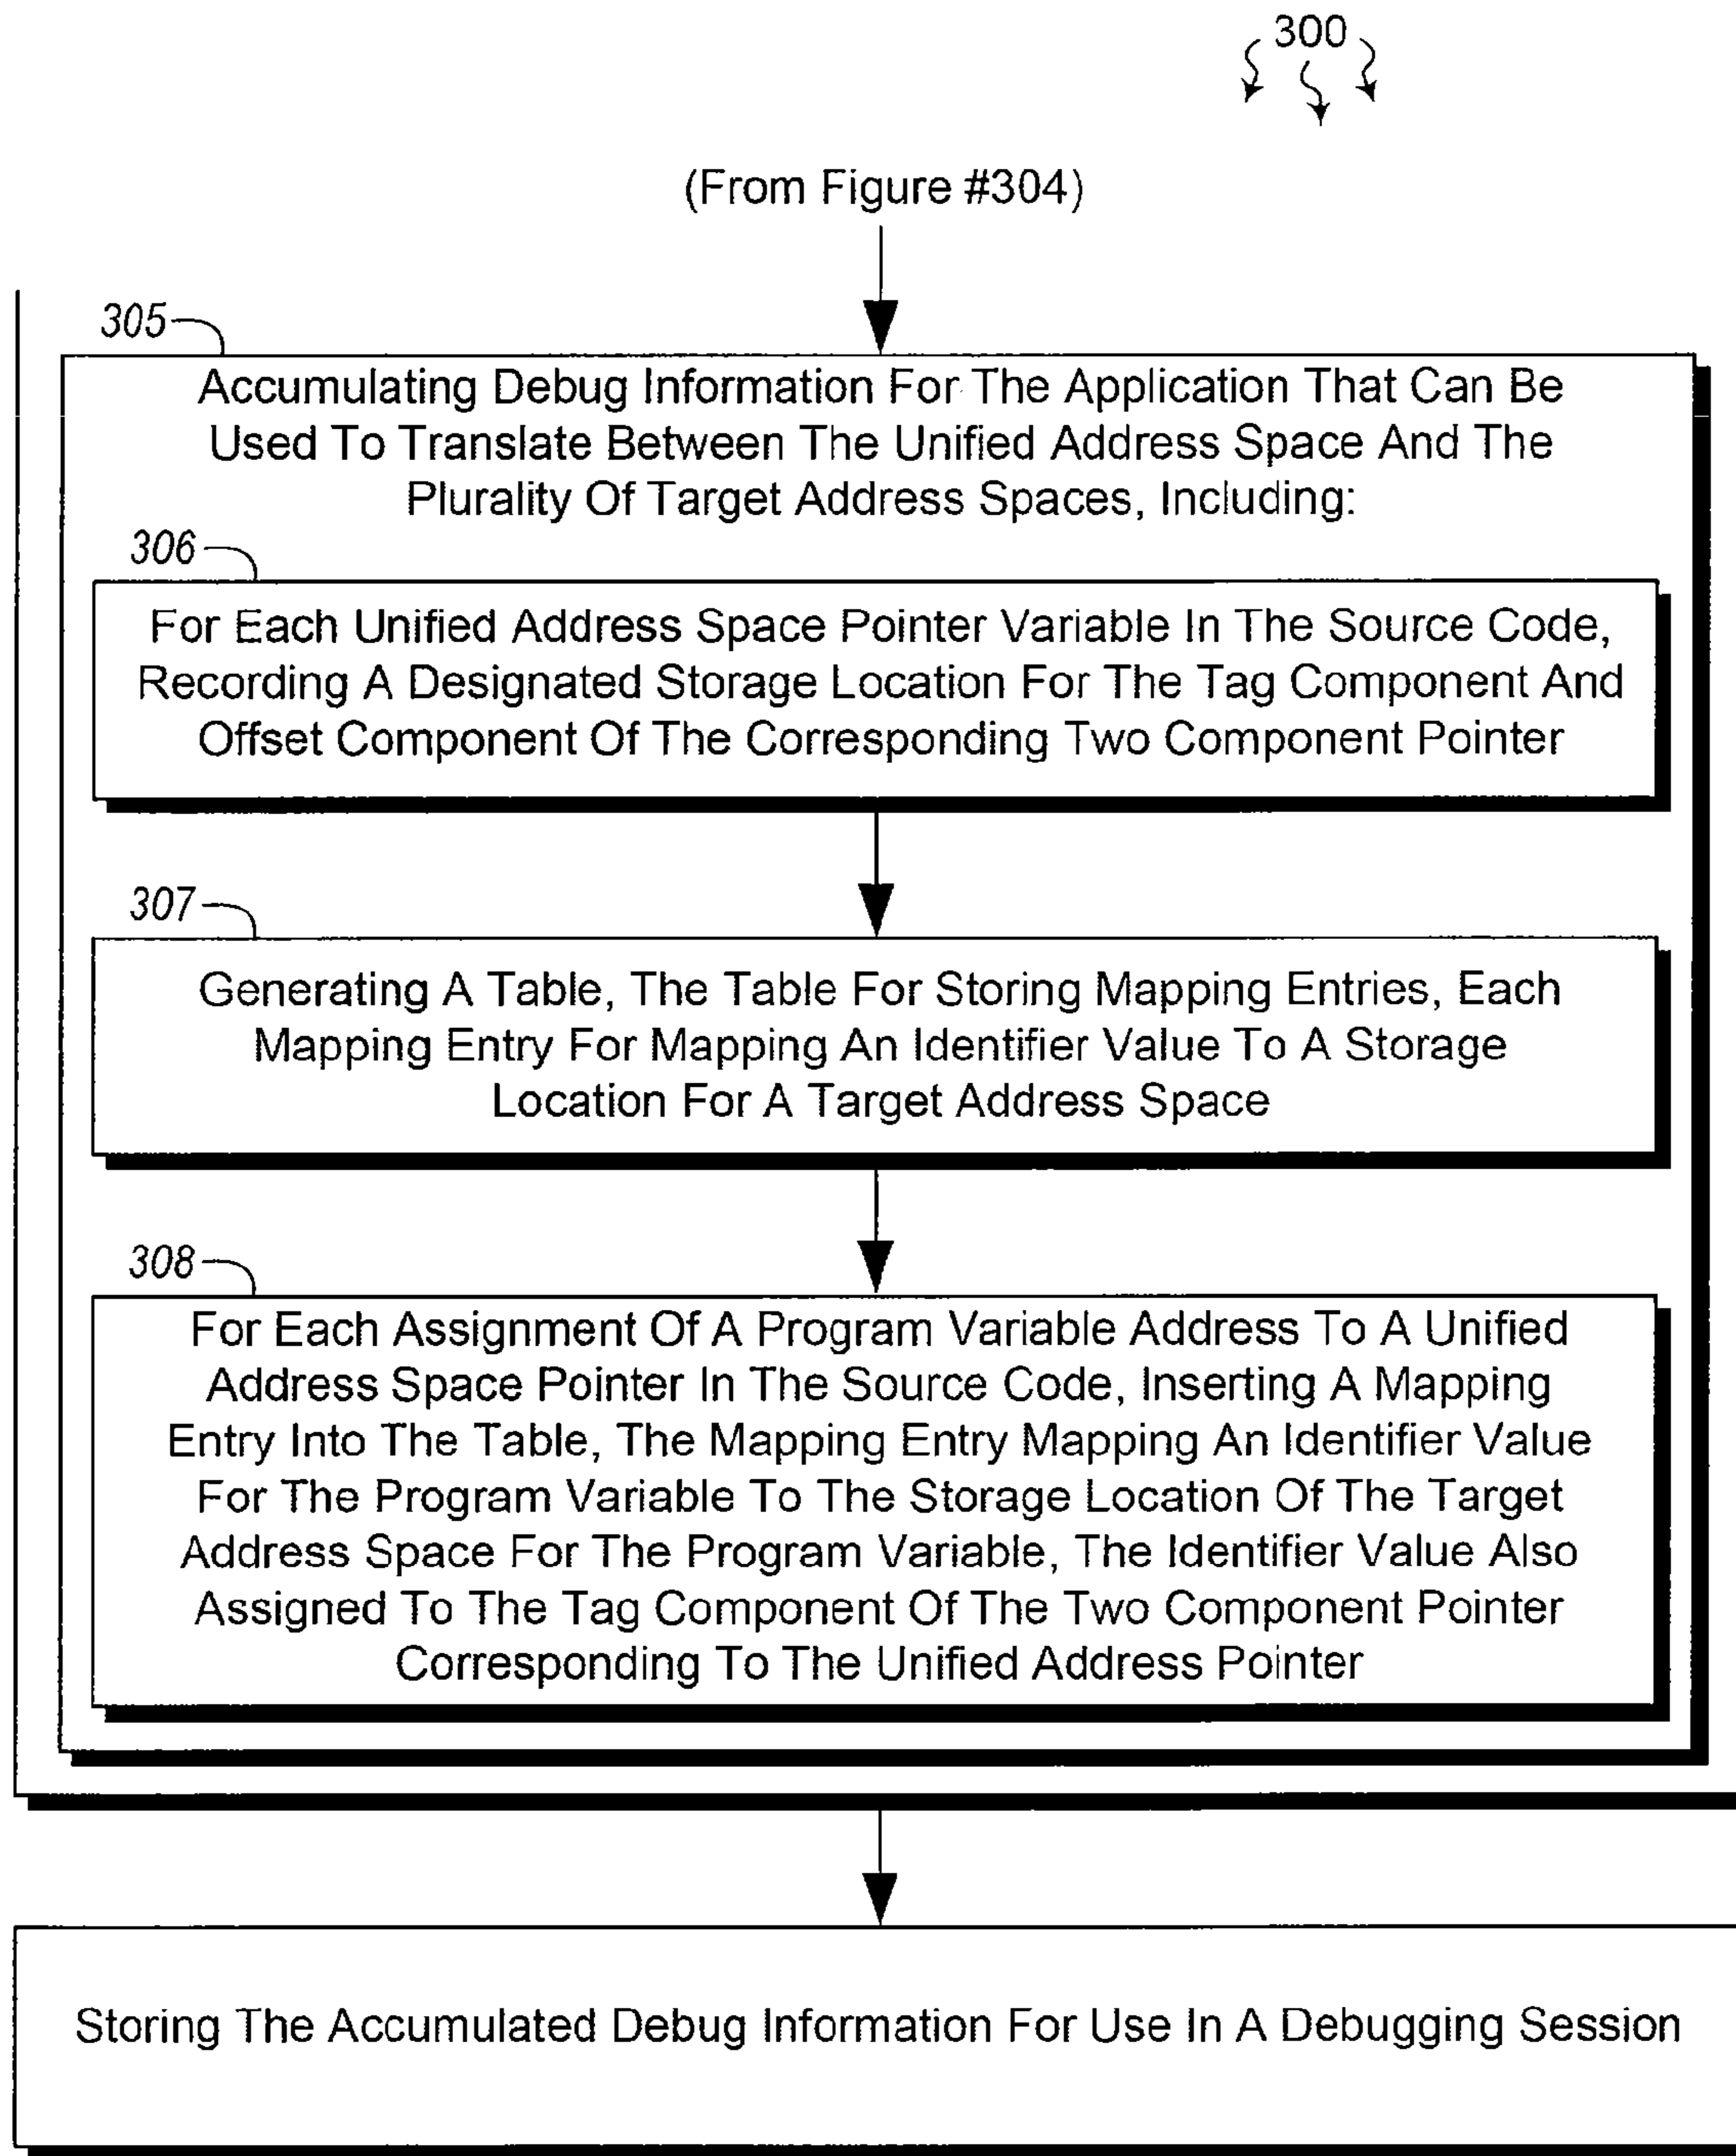 300
(From Figure #304)
305
Accumulating Debug Information For The Application That Can Be
Used To Translate Between The Unified Address Space And The
Plurality Of Target Address Spaces, Including:
306
For Each Unified Address Space Pointer Variable In The Source Code,
Recording A Designated Storage Location For The Tag Component And
Offset Component Of The Corresponding Two Component Pointer
307
Generating A Table, The Table For Storing Mapping Entries, Each
Mapping Entry For Mapping An Identifier Value To A Storage
Location For A Target Address Space
308
For Each Assignment Of A Program Variable Address To A Unified
Address Space Pointer In The Source Code, Inserting A Mapping
Entry Into The Table, The Mapping Entry Mapping An Identifier Value
For The Program Variable To The Storage Location Of The Target
Address Space For The Program Variable, The Identifier Value Also
Assigned To The Tag Component Of The Two Component Pointer
Corresponding To The Unified Address Pointer
Storing The Accumulated Debug Information For Use In A Debugging Session